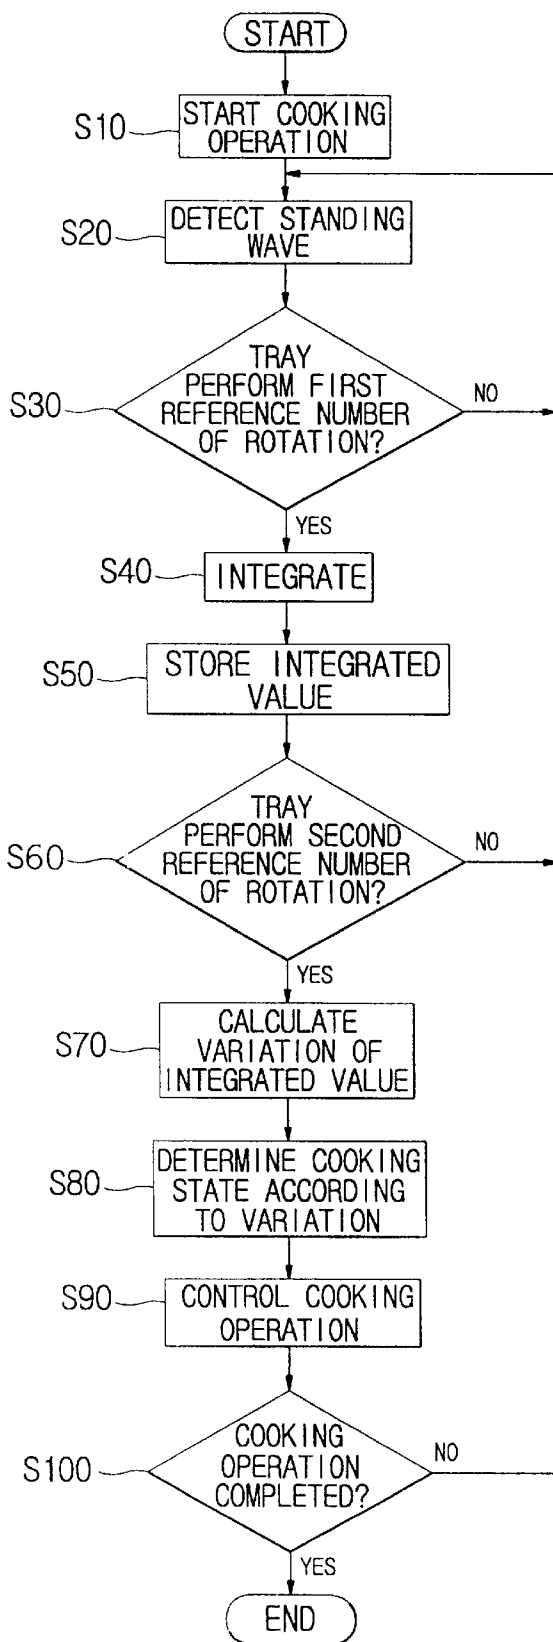 START
S10
START COOKING
OPERATION
S20
DETECT STANDING
WAVE
S30
TRAY
PERFORM FIRST
REFERENCE NUMBER
OF ROTATION?
NO
YES
S40
INTEGRATE
S50
STORE INTEGRATED
VALUE
S60
TRAY
PERFORM SECOND
REFERENCE NUMBER
OF ROTATION?
NO
YES
S70
CALCULATE
VARIATION OF
INTEGRATED VALUE
S80
DETERMINE COOKING
STATE ACCORDING
TO VARIATION
S90
CONTROL COOKING
OPERATION
S100
COOKING
OPERATION
COMPLETED?
NO
YES
END